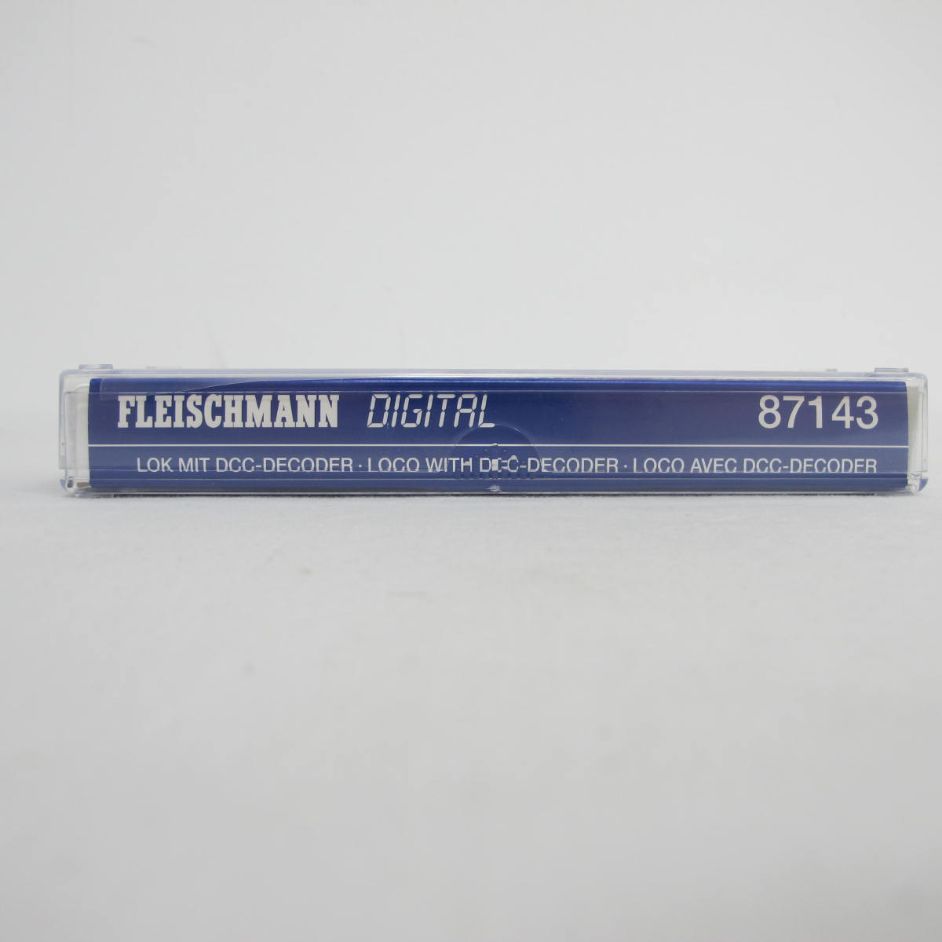 FLEISCHMANN DIGITAL 87143
LOK MIT DCC-DECODER · LOCO WITH DCC-DECODER · LOCO AVEC DCC-DECODER